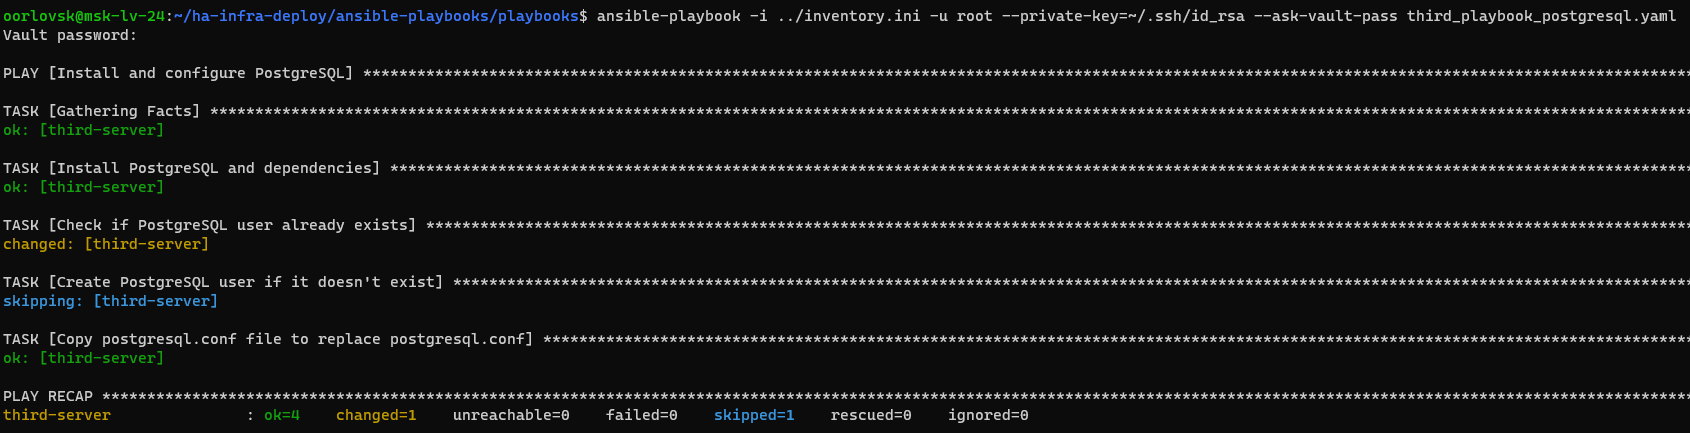 oorlovsk@msk-lv-24:~/ha-infra-deploy/ansible-playbooks/playbooks$ ansible-playbook -i ../inventory.ini -u root --private-key=~/.ssh/id_rsa --ask-vault-pass third_playbook_postgresql.yaml
Vault password:
PLAY [Install and configure PostgreSQL] ****************************************************************************************************************************************************
TASK [Gathering Facts] *********************************************************************************************************************************************************************
ok: [third-server]
TASK [Install PostgreSQL and dependencies] *************************************************************************************************************************************************
ok: [third-server]
TASK [Check if PostgreSQL user already exists] *********************************************************************************************************************************************
changed: [third-server]
TASK [Create PostgreSQL user if it doesn't exist] ******************************************************************************************************************************************
skipping: [third-server]
TASK [Copy postgresql.conf file to replace postgresql.conf] ********************************************************************************************************************************
ok: [third-server]
PLAY RECAP *********************************************************************************************************************************************************************************
third-server               : ok=4    changed=1    unreachable=0    failed=0    skipped=1    rescued=0    ignored=0